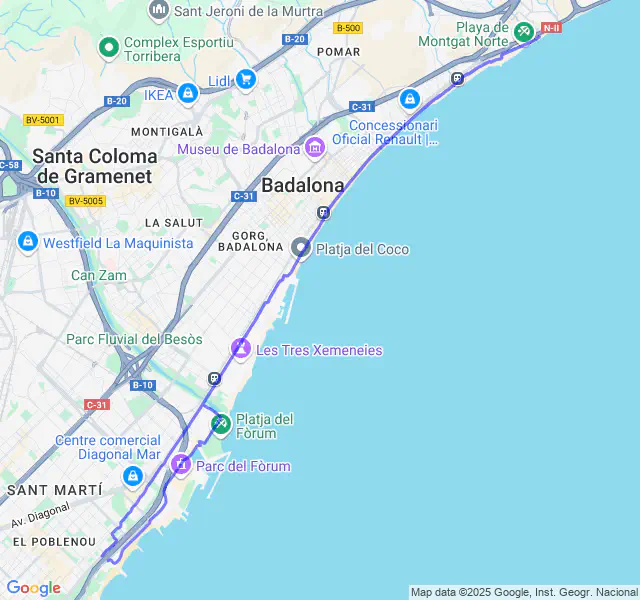 Sant Jeroni de la Murtra
Playa de
Montgat Norte
N-II
B-500
B-20
Complex Esportiu
Torribera
POMAR
Lidl
B-20
IKEA
B-20
C-31
BV-5001
MONTIGALÀ
Concessionari
Oficial Renault |...
Museu de Badalona
Santa Coloma
de Gramenet
C-58
B-10
BV-5005
C-31
Badalona
LA SALUT
GORG,
BADALONA
Westfield La Maquinista
Platja del Coco
Can Zam
Parc Fluvial del Besòs
Les Tres Xemeneies
B-10
C-31
Platja del
Fòrum
Centre comercial
Diagonal Mar
Parc del Fòrum
SANT MARTÍ
Av. Diagonal
EL POBLENOU
Google
Map data ©2025 Google, Inst. Geogr. Nacional